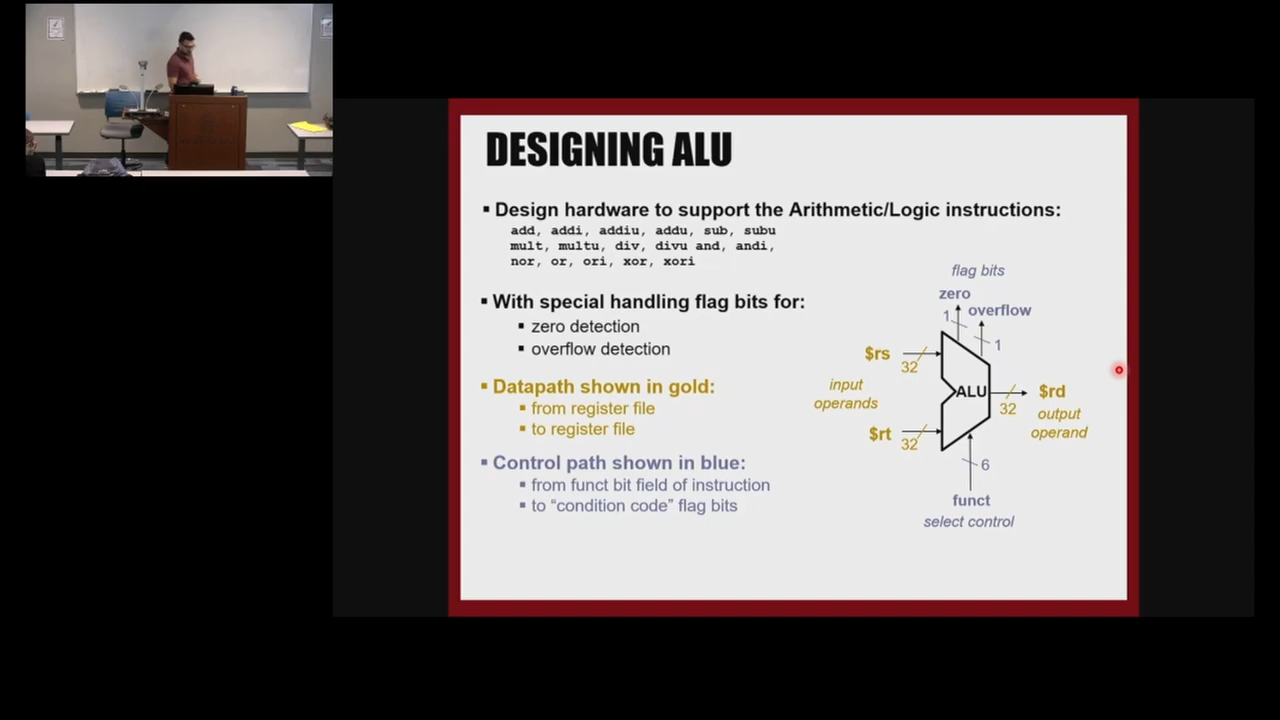 DESIGNING ALU
▪ Design hardware to support the Arithmetic/Logic instructions:
add, addi, addiu, addu, sub, subu
mult, multu, div, divu and, andi,
nor, or, ori, xor, xori
▪ With special handling flag bits for:
▪ zero detection
▪ overflow detection
▪ Datapath shown in gold:
▪ from register file
▪ to register file
▪ Control path shown in blue:
▪ from funct bit field of instruction
▪ to “condition code” flag bits
flag bits
zero
overflow
1
1
$rs
32
input
operands
ALU
$rd
32
output
operand
$rt
32
6
funct
select control